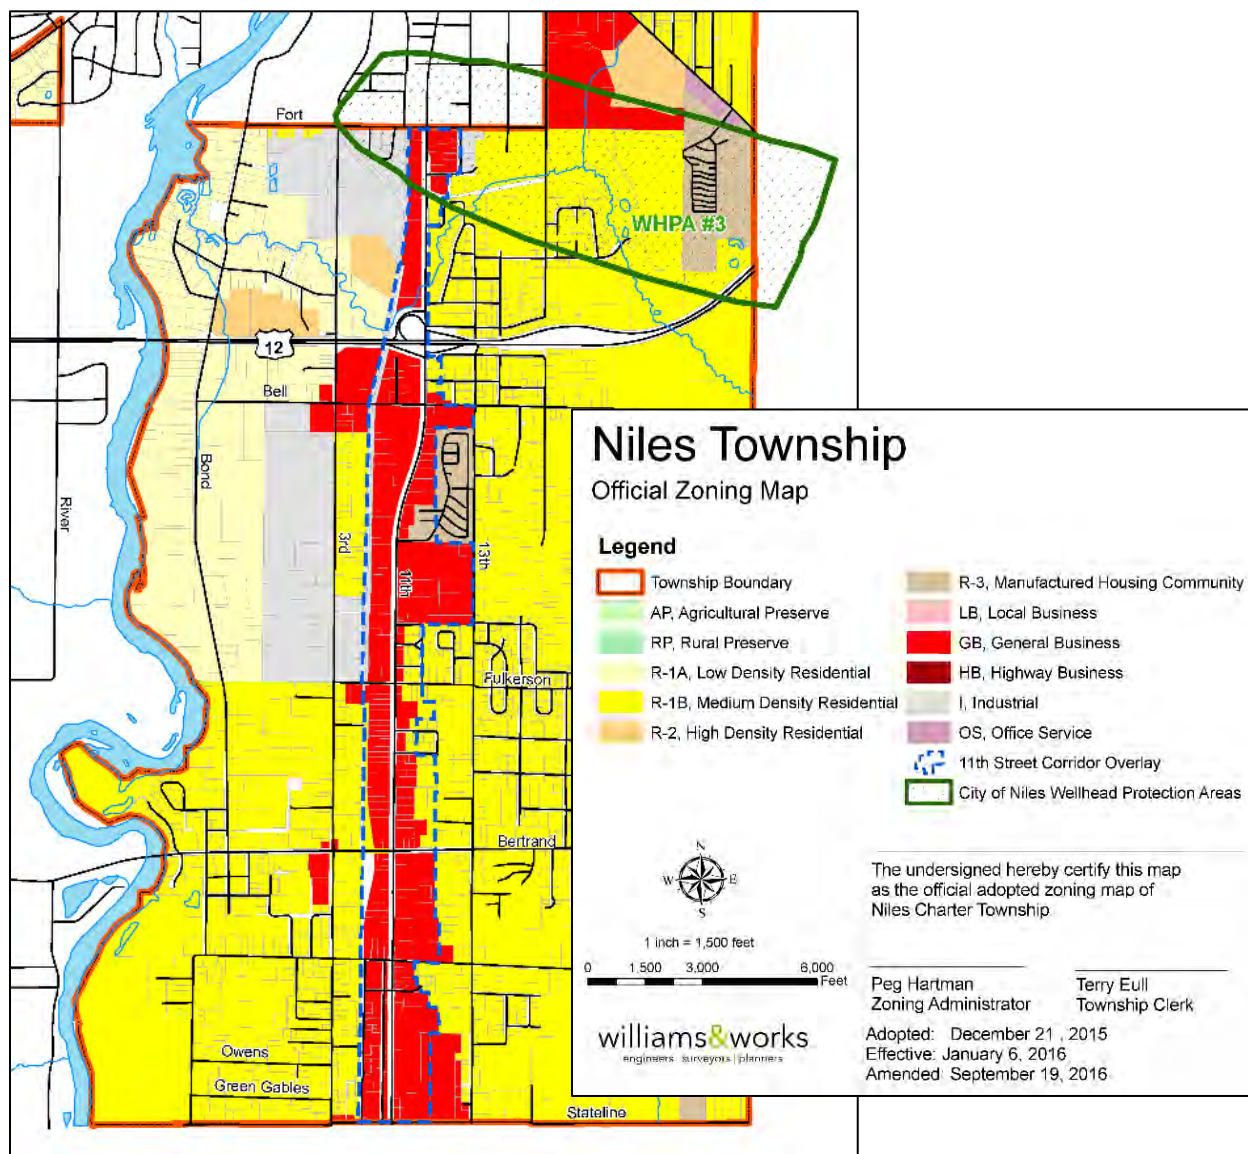 Fort
WHPA #3
12
Bell
Bond
River
3rd
11th
13th
Fulkerson
Bertrand
Owens
Green Gables
Stateline
Niles Township
Official Zoning Map
Legend
Township Boundary
AP, Agricultural Preserve
RP, Rural Preserve
R-1A, Low Density Residential
R-1B, Medium Density Residential
R-2, High Density Residential
R-3, Manufactured Housing Community
LB, Local Business
GB, General Business
HB, Highway Business
I, Industrial
OS, Office Service
11th Street Corridor Overlay
City of Niles Wellhead Protection Areas
N
W E
S
1 inch = 1,500 feet
0 1,500 3,000 6,000
Feet
williams&works
engineers | surveyors | planners
The undersigned hereby certify this map
as the official adopted zoning map of
Niles Charter Township
Peg Hartman
Zoning Administrator
Terry Eull
Township Clerk
Adopted: December 21 , 2015
Effective: January 6, 2016
Amended September 19, 2016